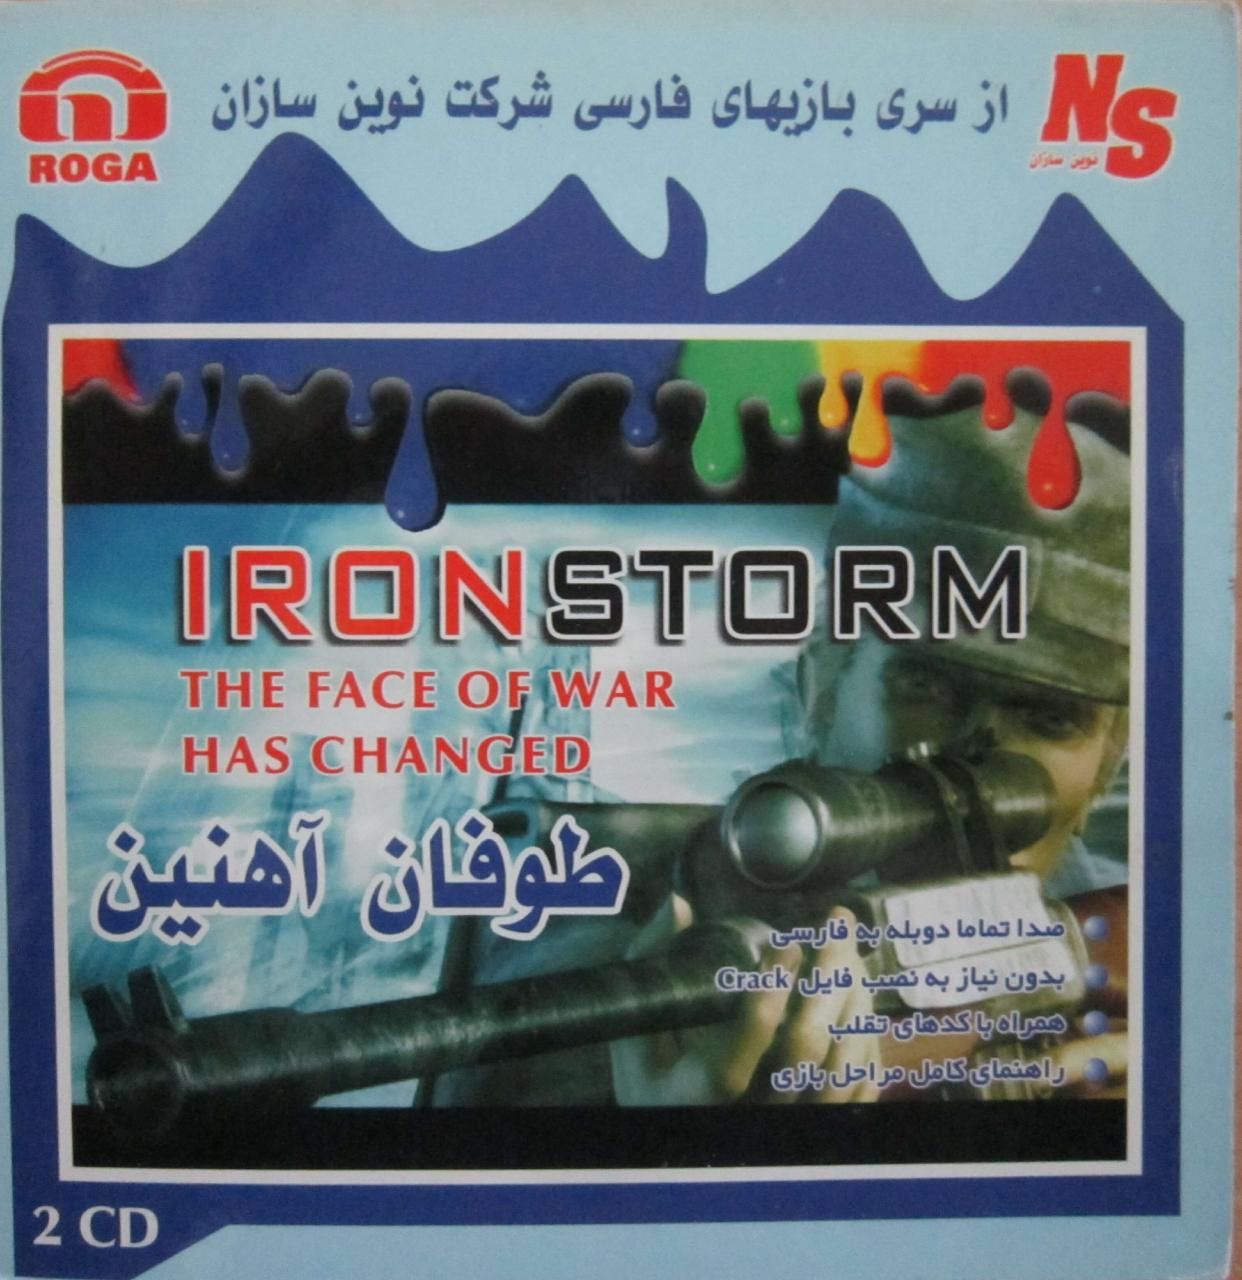 ROGA
از سری بازیهای فارسی شرکت نوین سازان
NS
نوین سازان
IRONSTORM
THE FACE OF WAR
HAS CHANGED
طوفان آهنین
صدا تماما دوبله به فارسی
بدون نیاز به نصب فایل Crack
همراه با کدهای تقلب
راهنمای کامل مراحل بازی
2 CD